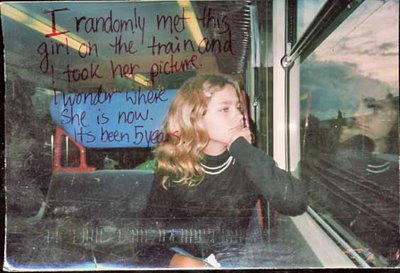 I randomly met this
girl on the train and
I took her picture.
I wonder where
she is now.
Its been 5 years